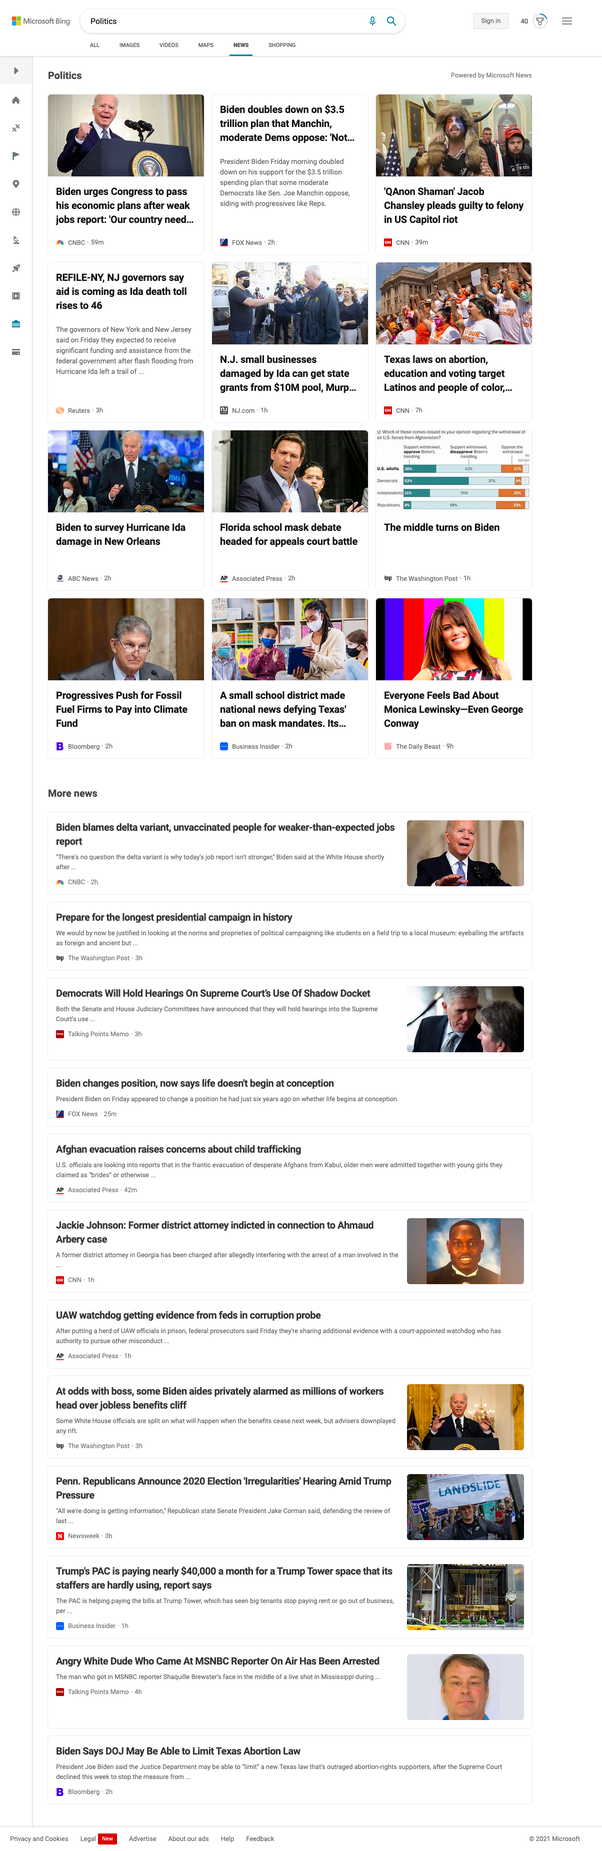 Microsoft Bing
Politics
Sign in
40
ALL
IMAGES
VIDEOS
MAPS
NEWS
SHOPPING
Politics
Powered by Microsoft News
Biden urges Congress to pass
his economic plans after weak
jobs report: 'Our country need...
CNBC · 59m
Biden doubles down on $3.5
trillion plan that Manchin,
moderate Dems oppose: 'Not...
President Biden Friday morning doubled
down on his support for the $3.5 trillion
spending plan that some moderate
Democrats like Sen. Joe Manchin oppose,
siding with progressives like Reps.
FOX News · 2h
'QAnon Shaman' Jacob
Chansley pleads guilty to felony
in US Capitol riot
CNN · 39m
REFILE-NY, NJ governors say
aid is coming as Ida death toll
rises to 46
The governors of New York and New Jersey
said on Friday they expected to receive
significant funding and assistance from the
federal government after flash flooding from
Hurricane Ida left a trail of ...
Reuters · 3h
N.J. small businesses
damaged by Ida can get state
grants from $10M pool, Murp...
NJ.com · 1h
Texas laws on abortion,
education and voting target
Latinos and people of color,...
CNN · 7h
Biden to survey Hurricane Ida
damage in New Orleans
ABC News · 2h
Florida school mask debate
headed for appeals court battle
AP
Associated Press · 2h
Q: Which of these comes closest to your opinion regarding the withdrawal of
all U.S. forces from Afghanistan?
Support withdrawal,
approve Biden's
handling
Support withdrawal,
disapprove Biden's
handling
Oppose the
withdrawal
No
opinion
U.S. adults
26%
52%
17%
Democrats
Independents
Republicans
The middle turns on Biden
wp
The Washington Post · 1h
Progressives Push for Fossil
Fuel Firms to Pay into Climate
Fund
B
Bloomberg · 2h
A small school district made
national news defying Texas'
ban on mask mandates. Its...
Business Insider · 2h
Everyone Feels Bad About
Monica Lewinsky—Even George
Conway
The Daily Beast · 9h
More news
Biden blames delta variant, unvaccinated people for weaker-than-expected jobs
report
"There's no question the delta variant is why today's job report isn't stronger," Biden said at the White House shortly
after ...
CNBC · 2h
Prepare for the longest presidential campaign in history
We would by now be justified in looking at the norms and proprieties of political campaigning like students on a field trip to a local museum: eyeballing the artifacts
as foreign and ancient but ...
wp
The Washington Post · 3h
Democrats Will Hold Hearings On Supreme Court's Use Of Shadow Docket
Both the Senate and House Judiciary Committees have announced that they will hold hearings into the Supreme
Court's use ...
Talking Points Memo · 3h
Biden changes position, now says life doesn't begin at conception
President Biden on Friday appeared to change a position he had just six years ago on whether life begins at conception.
FOX News · 25m
Afghan evacuation raises concerns about child trafficking
U.S. officials are looking into reports that in the frantic evacuation of desperate Afghans from Kabul, older men were admitted together with young girls they
claimed as "brides" or otherwise ...
AP
Associated Press · 42m
Jackie Johnson: Former district attorney indicted in connection to Ahmaud
Arbery case
A former district attorney in Georgia has been charged after allegedly interfering with the arrest of a man involved in the
...
CNN · 1h
UAW watchdog getting evidence from feds in corruption probe
After putting a herd of UAW officials in prison, federal prosecutors said Friday they're sharing additional evidence with a court-appointed watchdog who has
authority to pursue other misconduct ...
AP
Associated Press · 1h
At odds with boss, some Biden aides privately alarmed as millions of workers
head over jobless benefits cliff
Some White House officials are split on what will happen when the benefits cease next week, but advisers downplayed
any rift.
wp
The Washington Post · 3h
Penn. Republicans Announce 2020 Election 'Irregularities' Hearing Amid Trump
Pressure
"All we're doing is getting information," Republican state Senate President Jake Corman said, defending the review of
last ...
N
Newsweek · 3h
LANDSLIDE
Trump's PAC is paying nearly $40,000 a month for a Trump Tower space that its
staffers are hardly using, report says
The PAC is helping paying the bills at Trump Tower, which has seen big tenants stop paying rent or go out of business,
per ...
Business Insider · 1h
Angry White Dude Who Came At MSNBC Reporter On Air Has Been Arrested
The man who got in MSNBC reporter Shaquille Brewster's face in the middle of a live shot in Mississippi during ...
Talking Points Memo · 4h
Biden Says DOJ May Be Able to Limit Texas Abortion Law
President Joe Biden said the Justice Department may be able to "limit" a new Texas law that's outraged abortion-rights supporters, after the Supreme Court
declined this week to stop the measure from ...
B
Bloomberg · 2h
Privacy and Cookies
Legal
New
Advertise
About our ads
Help
Feedback
© 2021 Microsoft